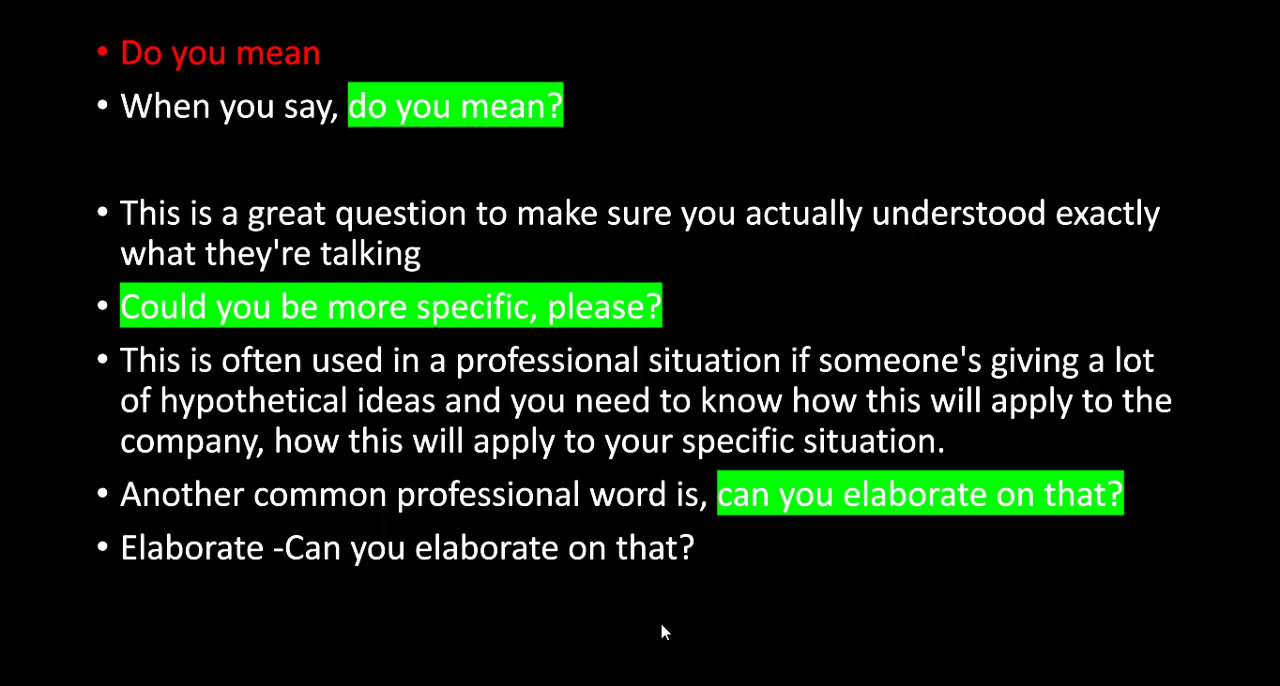 • Do you mean
• When you say, do you mean?
• This is a great question to make sure you actually understood exactly
what they're talking
• Could you be more specific, please?
• This is often used in a professional situation if someone's giving a lot
of hypothetical ideas and you need to know how this will apply to the
company, how this will apply to your specific situation.
• Another common professional word is, can you elaborate on that?
• Elaborate -Can you elaborate on that?